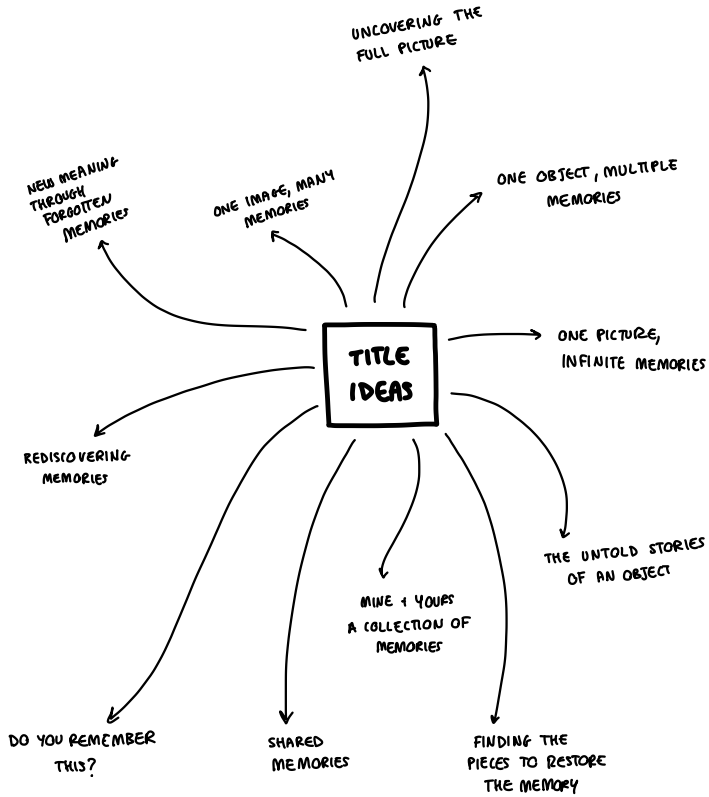 UNCOVERING THE
FULL PICTURE
NEW MEANING
THROUGH
FORGOTTEN
MEMORIES
ONE IMAGE, MANY
MEMORIES
ONE OBJECT, MULTIPLE
MEMORIES
TITLE
IDEAS
ONE PICTURE,
INFINITE MEMORIES
REDISCOVERING
MEMORIES
THE UNTOLD STORIES
OF AN OBJECT
MINE + YOURS
A COLLECTION OF
MEMORIES
DO YOU REMEMBER
THIS?
SHARED
MEMORIES
FINDING THE
PIECES TO RESTORE
THE MEMORY